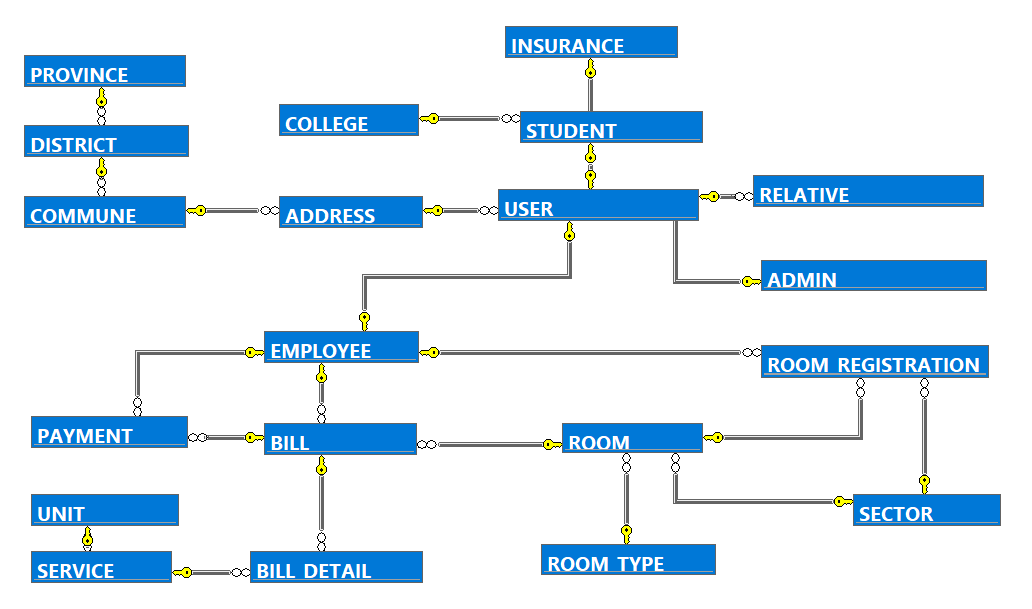 INSURANCE
PROVINCE
COLLEGE
STUDENT
DISTRICT
RELATIVE
COMMUNE
ADDRESS
USER
ADMIN
EMPLOYEE
ROOM_REGISTRATION
PAYMENT
BILL
ROOM
UNIT
SECTOR
SERVICE
BILL_DETAIL
ROOM_TYPE